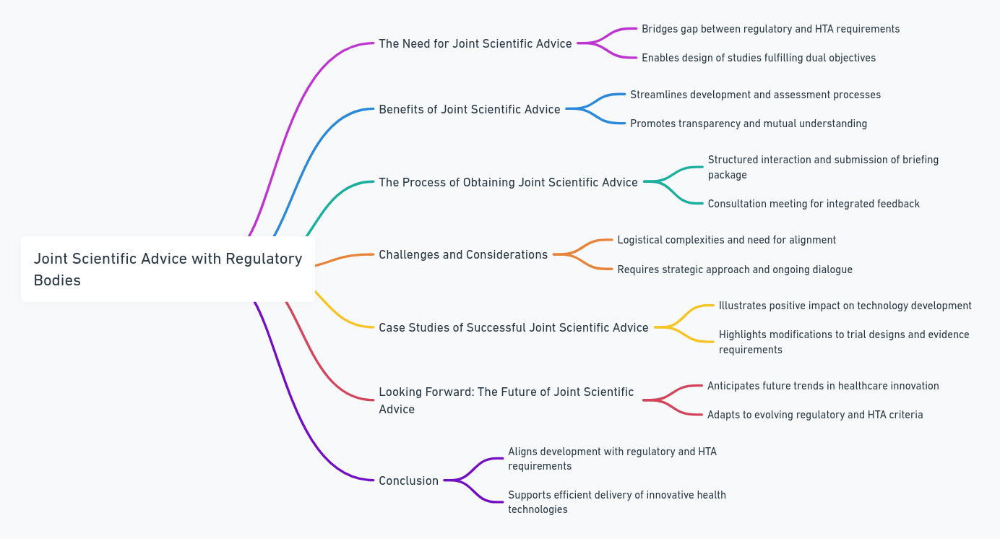 Joint Scientific Advice with Regulatory
Bodies
The Need for Joint Scientific Advice
Bridges gap between regulatory and HTA requirements
Enables design of studies fulfilling dual objectives
Benefits of Joint Scientific Advice
Streamlines development and assessment processes
Promotes transparency and mutual understanding
The Process of Obtaining Joint Scientific Advice
Structured interaction and submission of briefing
package
Consultation meeting for integrated feedback
Challenges and Considerations
Logistical complexities and need for alignment
Requires strategic approach and ongoing dialogue
Case Studies of Successful Joint Scientific Advice
Illustrates positive impact on technology development
Highlights modifications to trial designs and evidence
requirements
Looking Forward: The Future of Joint Scientific
Advice
Anticipates future trends in healthcare innovation
Adapts to evolving regulatory and HTA criteria
Conclusion
Aligns development with regulatory and HTA
requirements
Supports efficient delivery of innovative health
technologies